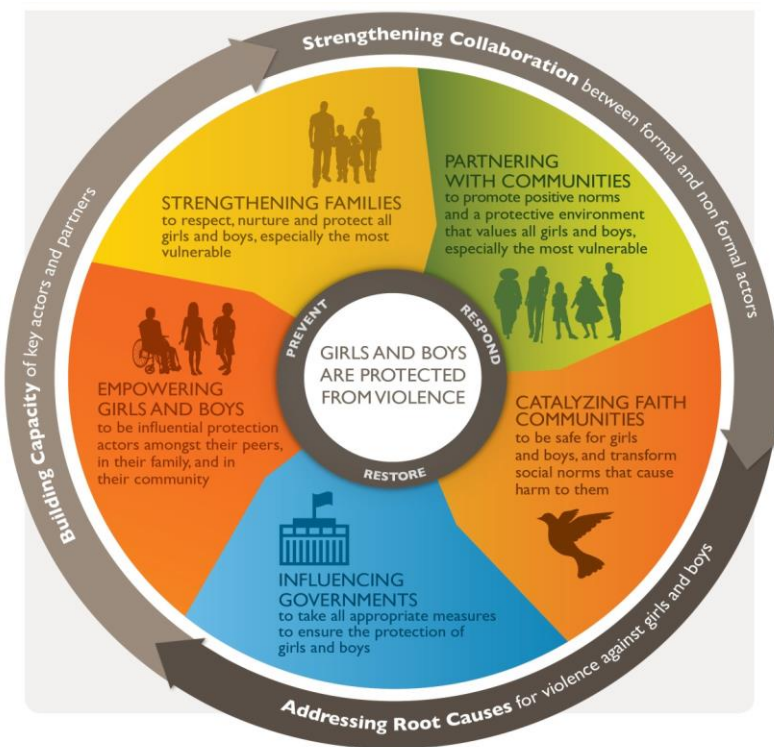 Strengthening Collaboration between formal and non formal actors
STRENGTHENING FAMILIES
to respect, nurture and protect all
girls and boys, especially the most
vulnerable
PARTNERING
WITH COMMUNITIES
to promote positive norms
and a protective environment
that values all girls and boys,
especially the most vulnerable
Building Capacity of key actors and partners
PREVENT
RESPOND
GIRLS AND BOYS
ARE PROTECTED
FROM VIOLENCE
RESTORE
EMPOWERING
GIRLS AND BOYS
to be influential protection
actors amongst their peers,
in their family, and in
their community
CATALYZING FAITH
COMMUNITIES
to be safe for girls
and boys, and transform
social norms that cause
harm to them
INFLUENCING
GOVERNMENTS
to take all appropriate measures
to ensure the protection of
girls and boys
Addressing Root Causes for violence against girls and boys